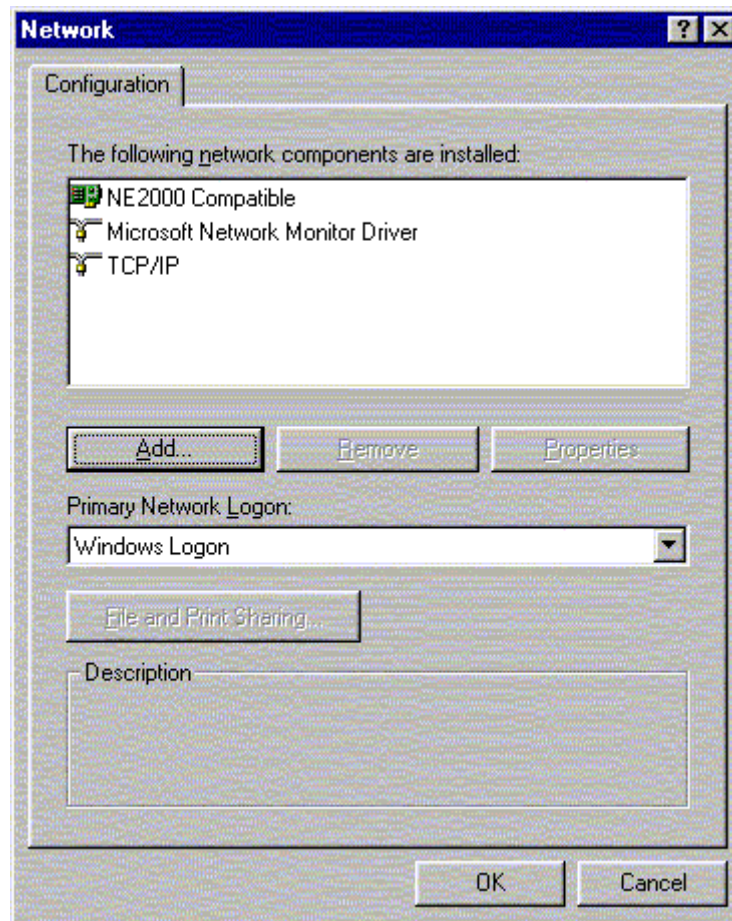 Network
Configuration
The following network components are installed:
NE2000 Compatible
Microsoft Network Monitor Driver
TCP/IP
Add... Remove Properties
Primary Network Logon:
Windows Logon
File and Print Sharing...
Description
OK Cancel